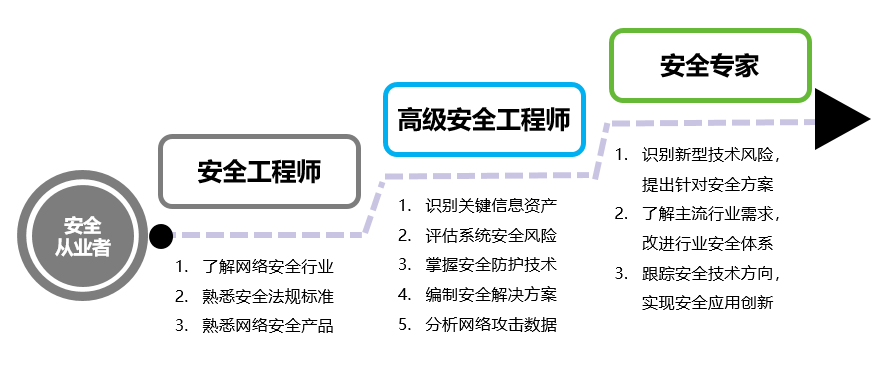 安全
从业者
安全工程师
1. 了解网络安全行业
2. 熟悉安全法规标准
3. 熟悉网络安全产品
高级安全工程师
1. 识别关键信息资产
2. 评估系统安全风险
3. 掌握安全防护技术
4. 编制安全解决方案
5. 分析网络攻击数据
安全专家
1. 识别新型技术风险，
提出针对安全方案
2. 了解主流行业需求，
改进行业安全体系
3. 跟踪安全技术方向，
实现安全应用创新